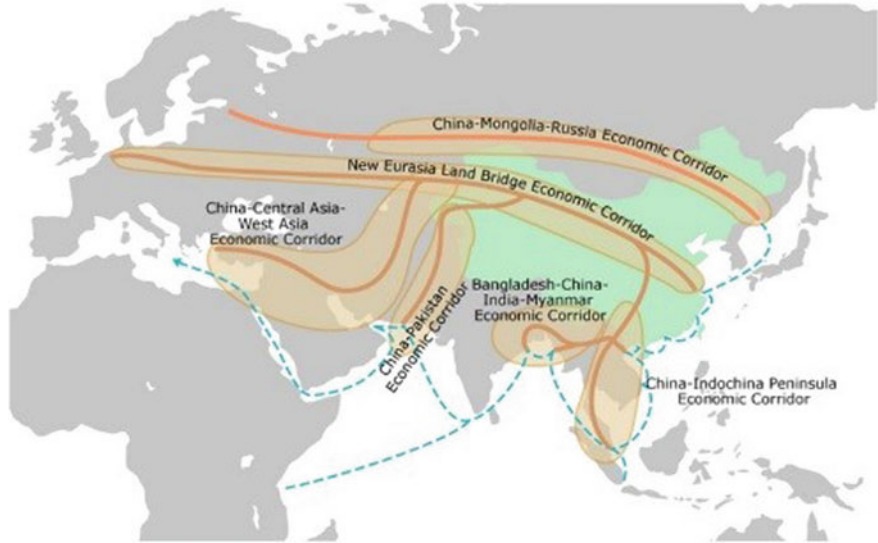 China-Mongolia-Russia Economic Corridor
New Eurasia Land Bridge Economic Corridor
China-Central Asia-
West Asia
Economic Corridor
China-Pakistan
Economic Corridor
Bangladesh-China-
India-Myanmar
Economic Corridor
China-Indochina Peninsula
Economic Corridor